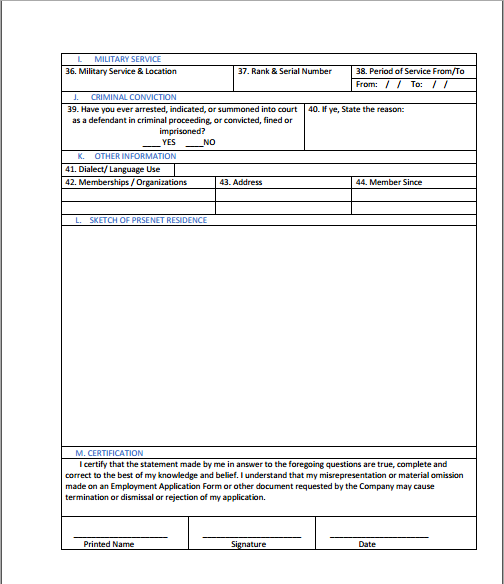 I. MILITARY SERVICE
36. Military Service & Location 37. Rank & Serial Number 38. Period of Service From/To
From: / / To: / /
J. CRIMINAL CONVICTION
39. Have you ever arrested, indicated, or summoned into court
as a defendant in criminal proceeding, or convicted, fined or
imprisoned?
____ YES ____NO
40. If ye, State the reason:
K. OTHER INFORMATION
41. Dialect/ Language Use
42. Memberships / Organizations 43. Address 44. Member Since
L. SKETCH OF PRSENET RESIDENCE
M. CERTIFICATION
I certify that the statement made by me in answer to the foregoing questions are true, complete and
correct to the best of my knowledge and belief. I understand that my misrepresentation or material omission
made on an Employment Application Form or other document requested by the Company may cause
termination or dismissal or rejection of my application.
Printed Name Signature Date